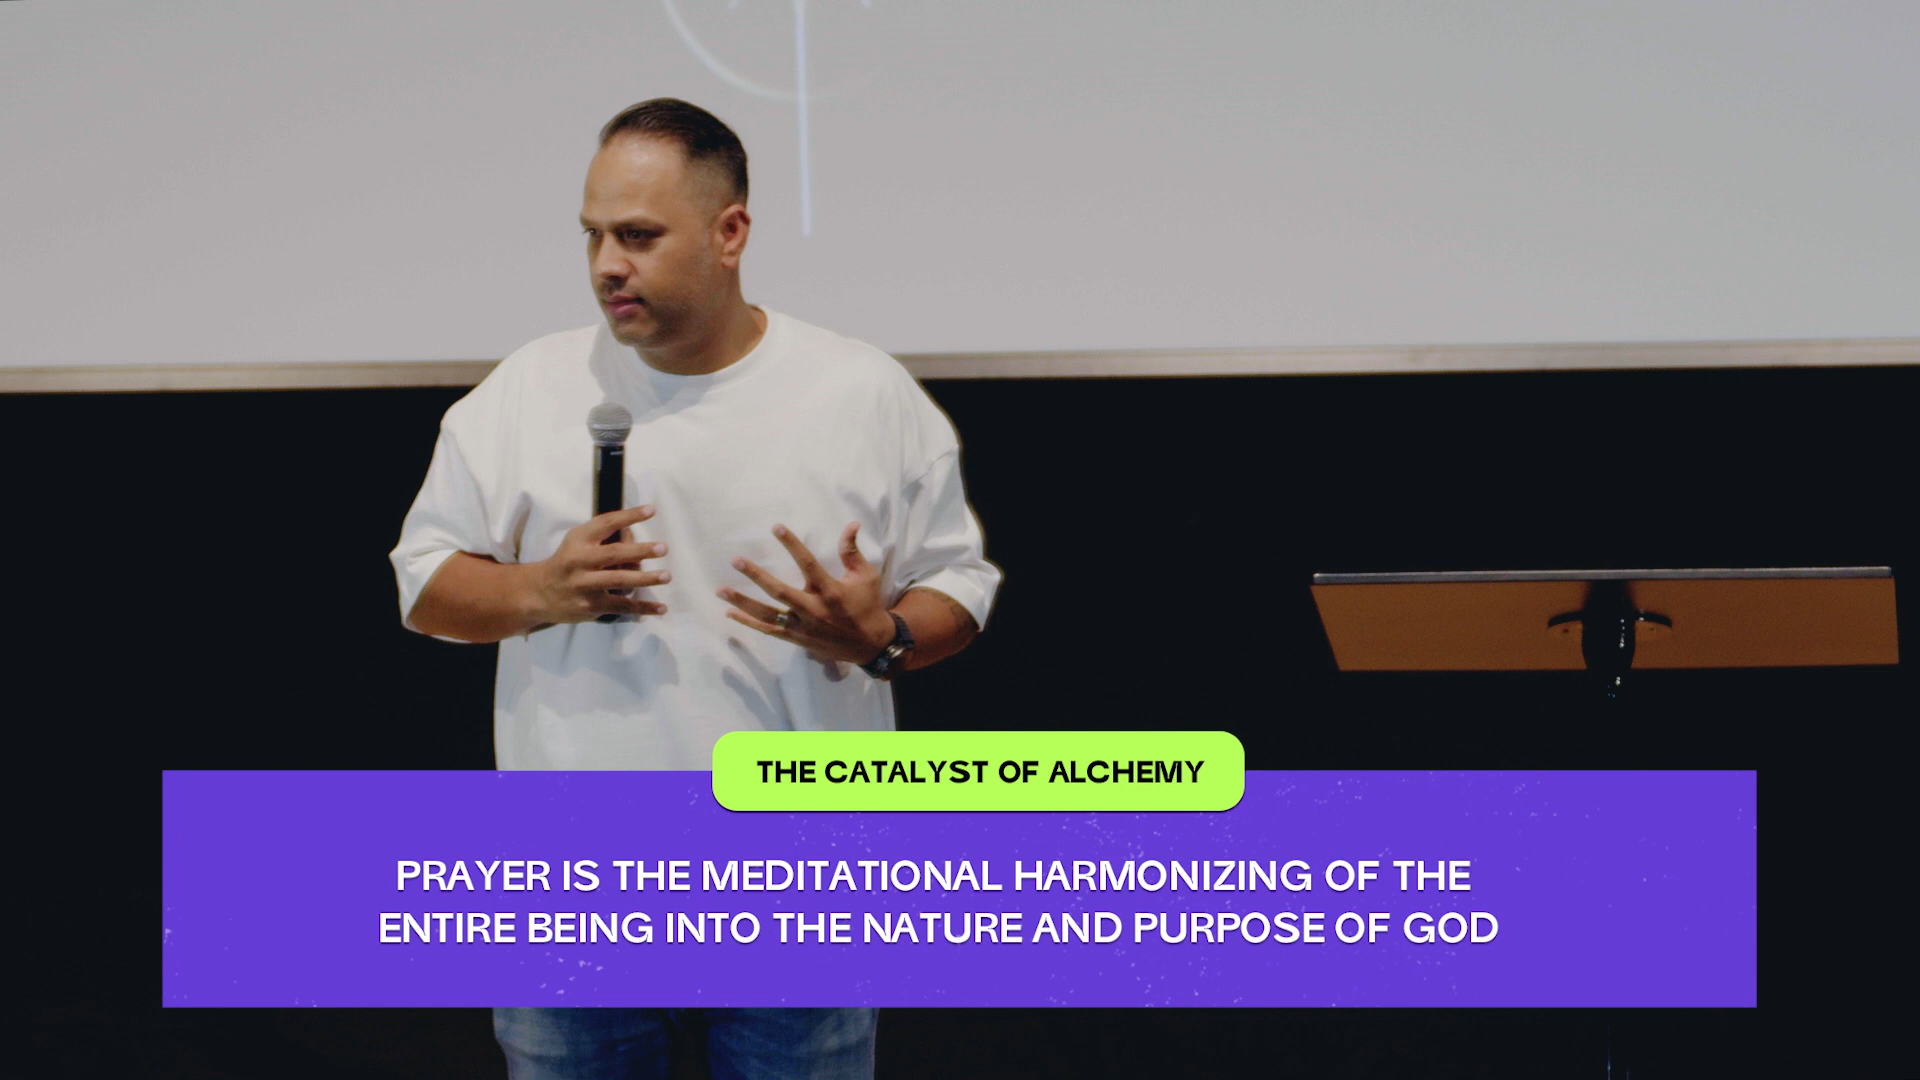 THE CATALYST OF ALCHEMY
PRAYER IS THE MEDITATIONAL HARMONIZING OF THE
ENTIRE BEING INTO THE NATURE AND PURPOSE OF GOD